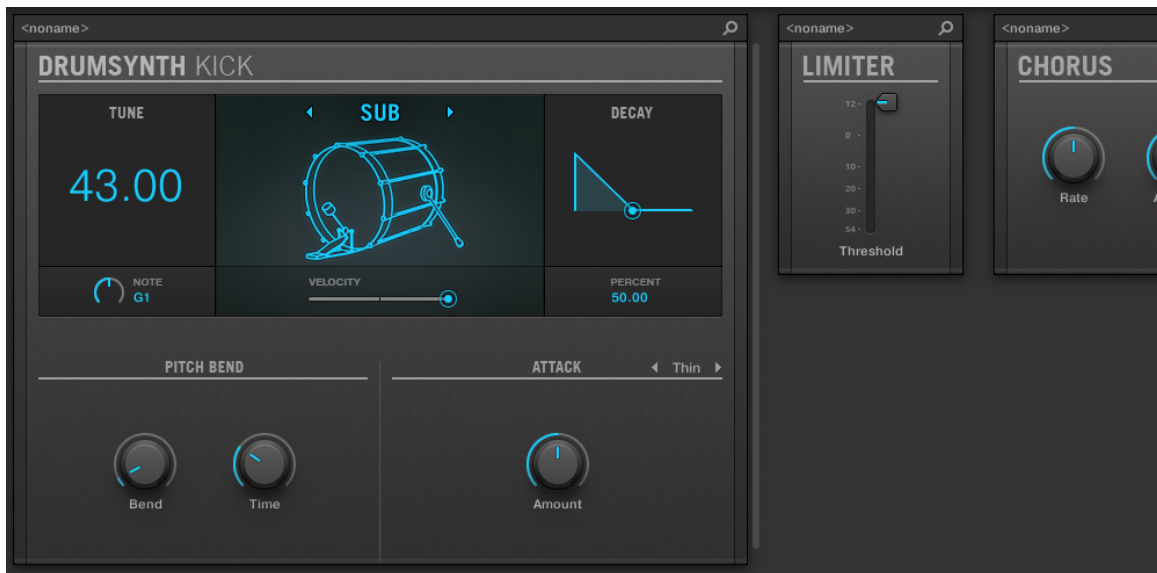 <noname>
DRUMSYNTH KICK
TUNE
SUB
DECAY
43.00
NOTE
G1
VELOCITY
PERCENT
50.00
PITCH BEND
ATTACK
Thin
Bend
Time
Amount
<noname>
LIMITER
12-
0 -
10-
20-
30-
54-
Threshold
<noname>
CHORUS
Rate